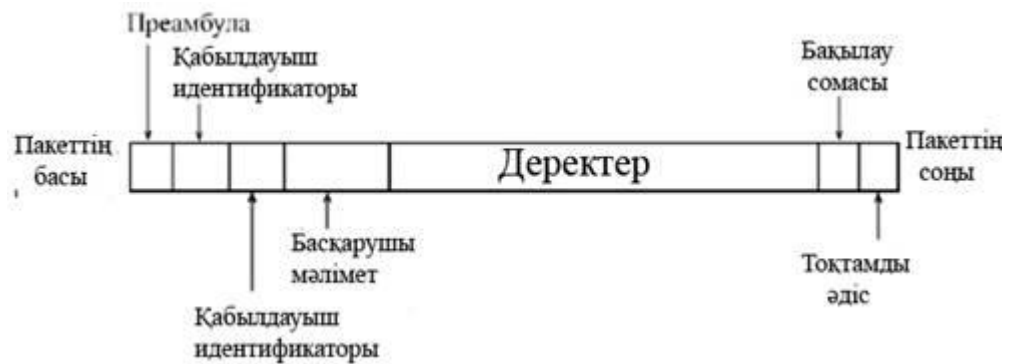 Преамбула
Қабылдауыш
идентификаторы
Бақылау
сомасы
Пакеттің
басы
Деректер
Пакеттің
соңы
Басқарушы
мәлімет
Тоқтамды
әдіс
Қабылдауыш
идентификаторы